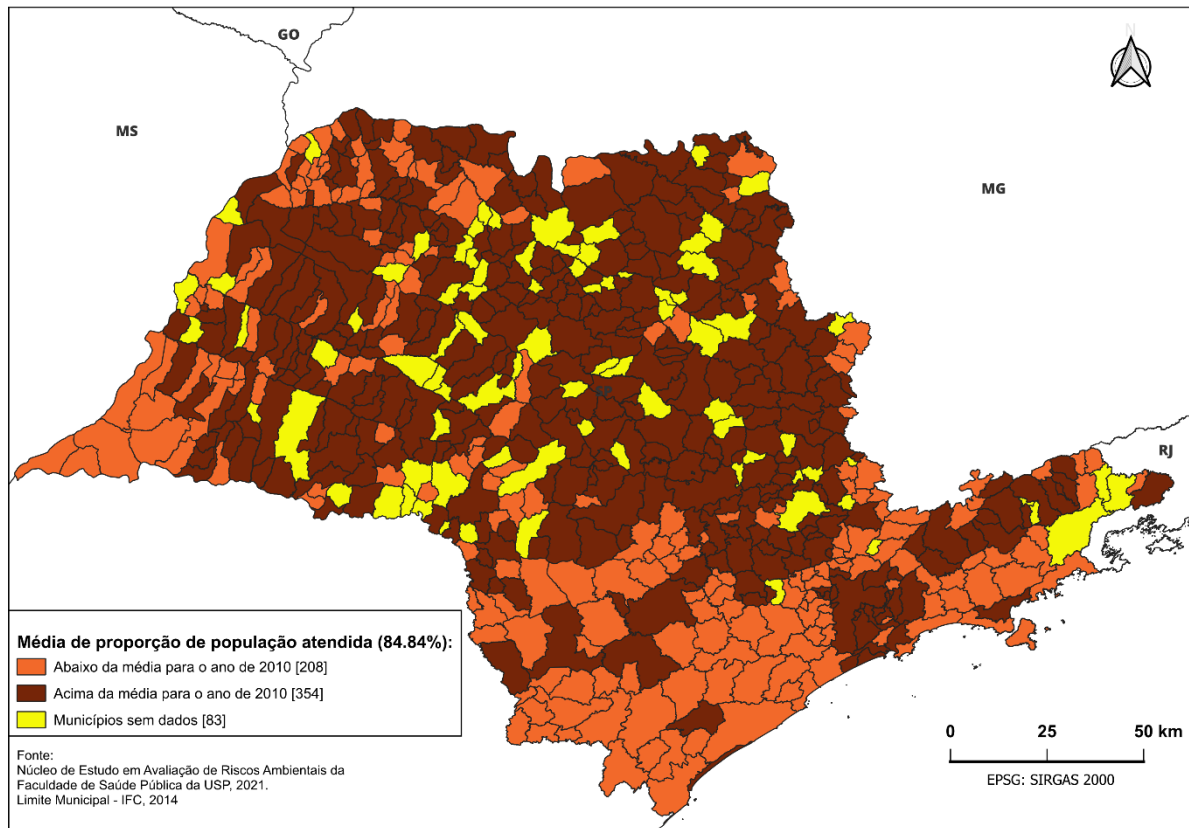 GO
N
MS
MG
SP
RJ
Média de proporção de população atendida (84.84%):
Abaixo da média para o ano de 2010 [208]
Acima da média para o ano de 2010 [354]
Municípios sem dados [83]
Fonte:
Núcleo de Estudo em Avaliação de Riscos Ambientais da
Faculdade de Saúde Pública da USP, 2021.
Limite Municipal - IFC, 2014
0 25 50 km
EPSG: SIRGAS 2000